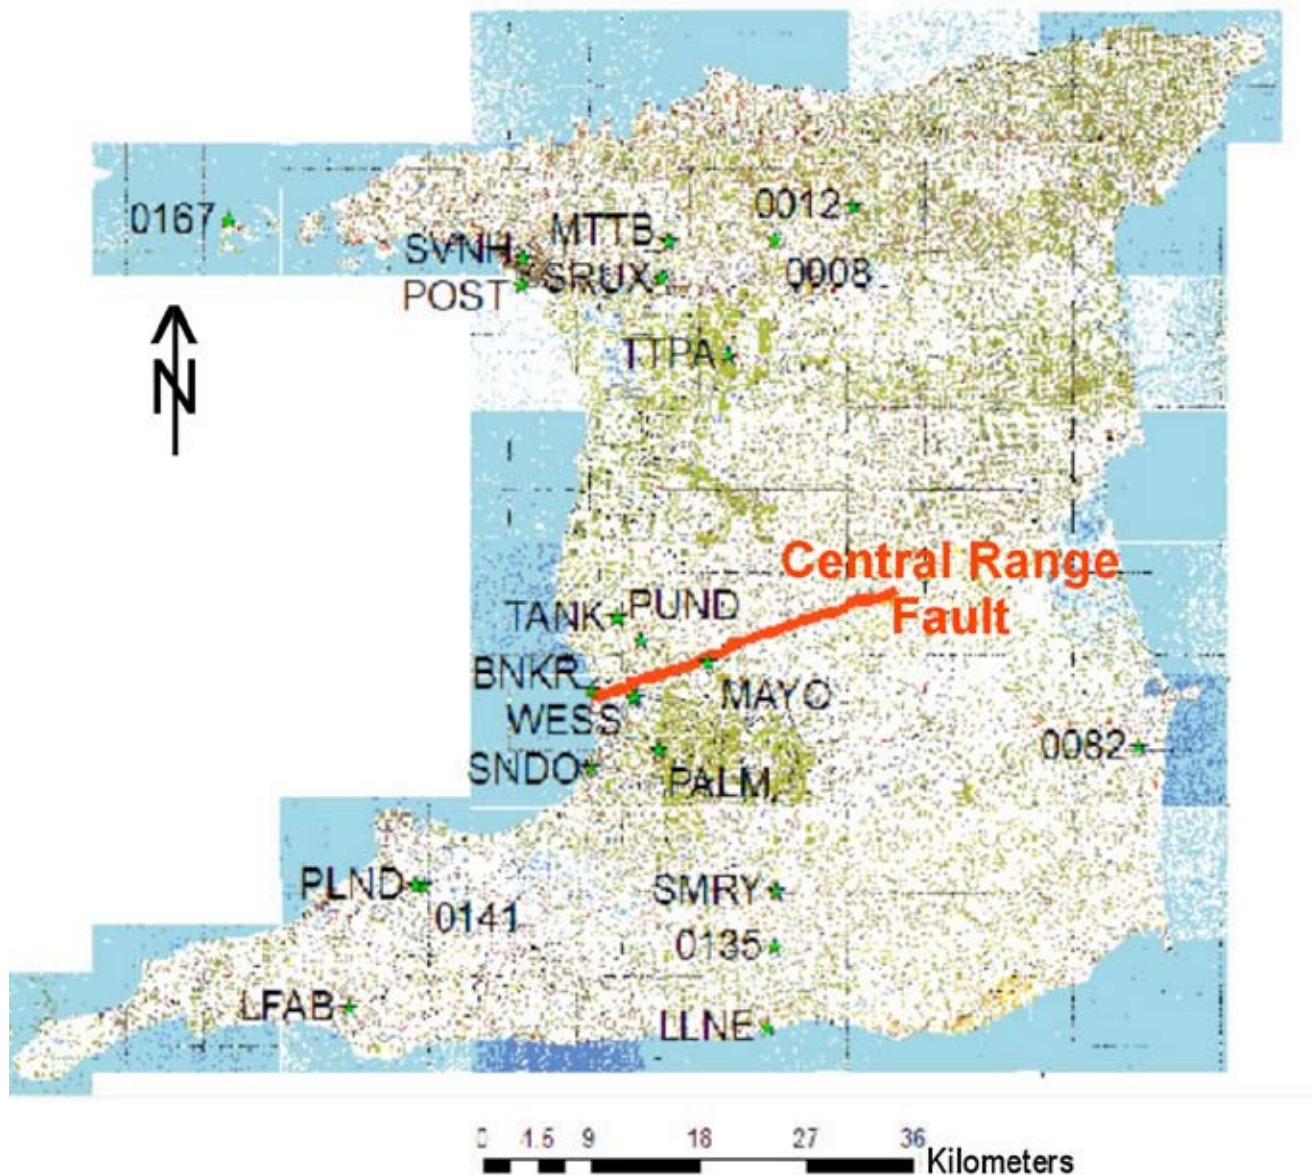 0012
0167
MTTB
SVNH
SRUX
0008
POST
TTPA
N
Central Range
Fault
TANK
PUND
BNKR
MAYO
WESS
0082
SNDO
PALM
PLND
SMRY
0141
0135
LFAB
LLNE
0 4.5 9 18 27 36
Kilometers